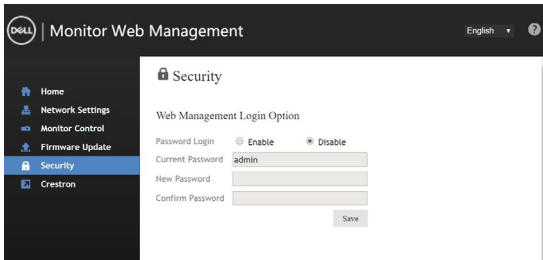 DELL | Monitor Web Management
English ?
Home
Network Settings
Monitor Control
Firmware Update
Security
Crestron
Security
Web Management Login Option
Password Login Enable Disable
Current Password admin
New Password
Confirm Password
Save